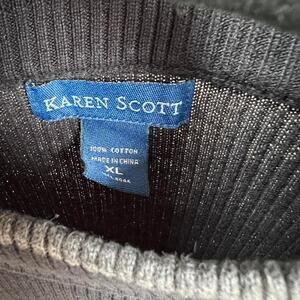 KAREN SCOTT
100% COTTON
MADE IN CHINA
XL